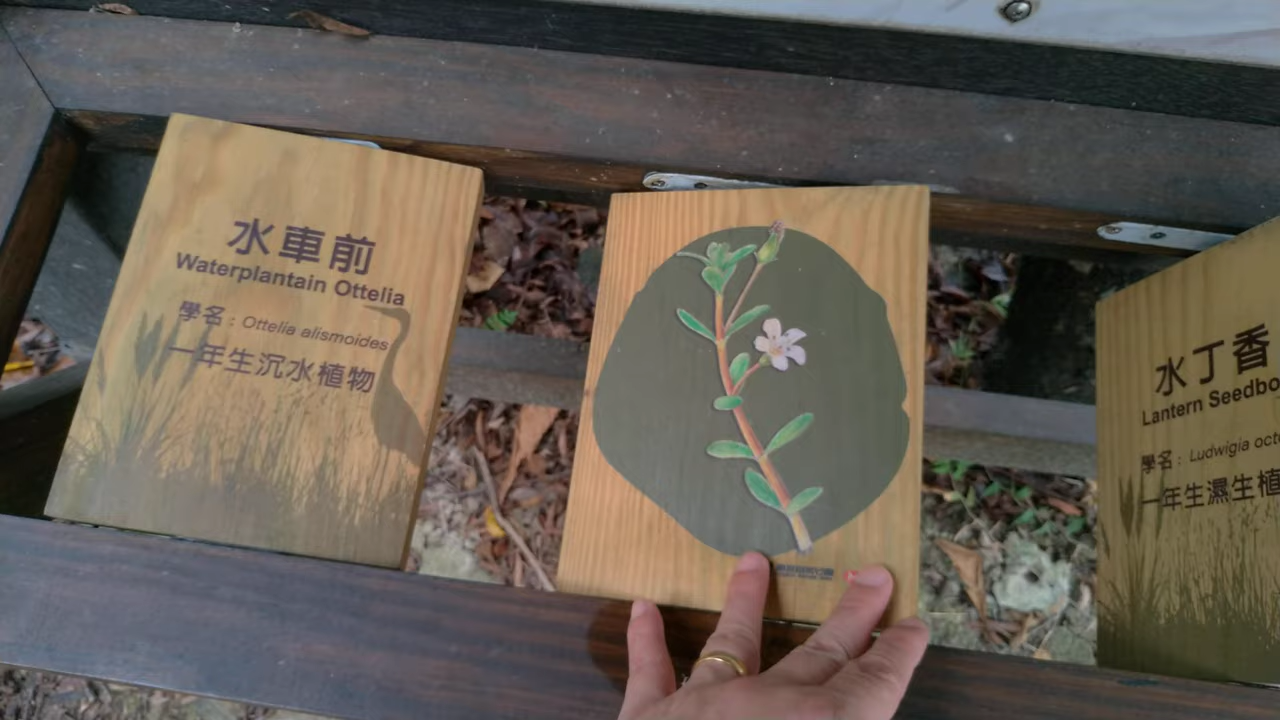 水車前
Waterplantain Ottelia
學名：Ottelia alismoides
一年生沉水植物
水丁香
Lantern Seedbo
學名：Ludwigia oct
一年生濕生植